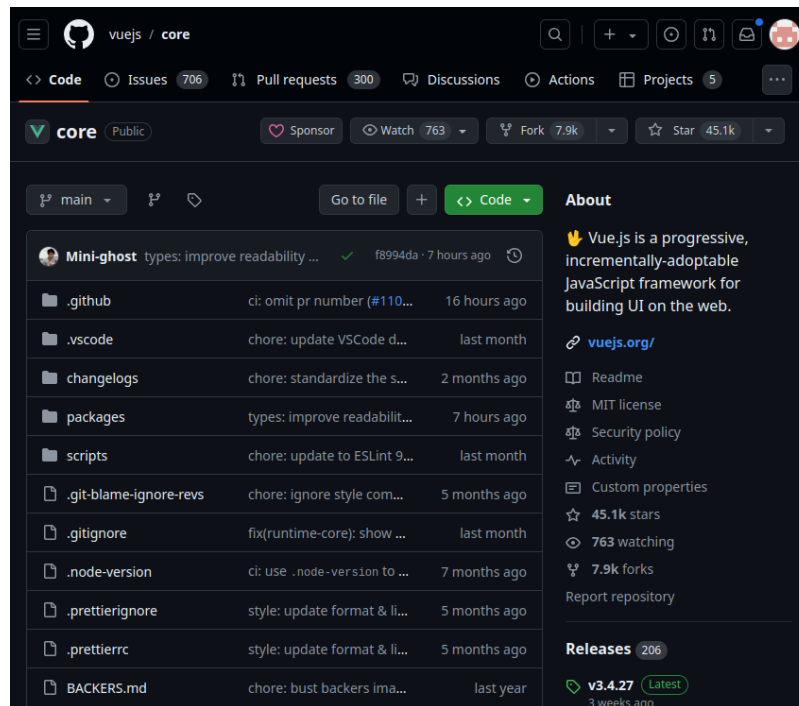 vuejs / core
Code Issues 706 Pull requests 300 Discussions Actions Projects 5 ...
core Public Sponsor Watch 763 Fork 7.9k Star 45.1k
main Go to file Code
Mini-ghost types: improve readability ... f8994da · 7 hours ago
.github ci: omit pr number (#110... 16 hours ago
.vscode chore: update VSCode d... last month
changelogs chore: standardize the s... 2 months ago
packages types: improve readabilit... 7 hours ago
scripts chore: update to ESLint 9... last month
.git-blame-ignore-revs chore: ignore style com... 5 months ago
.gitignore fix(runtime-core): show ... last month
.node-version ci: use .node-version to ... 7 months ago
.prettierignore style: update format & li... 5 months ago
.prettierrc style: update format & li... 5 months ago
BACKERS.md chore: bust backers ima... last year
About
🖖 Vue.js is a progressive,
incrementally-adoptable
JavaScript framework for
building UI on the web.
vuejs.org/
Readme
MIT license
Security policy
Activity
Custom properties
45.1k stars
763 watching
7.9k forks
Report repository
Releases 206
v3.4.27 Latest
3 weeks ago